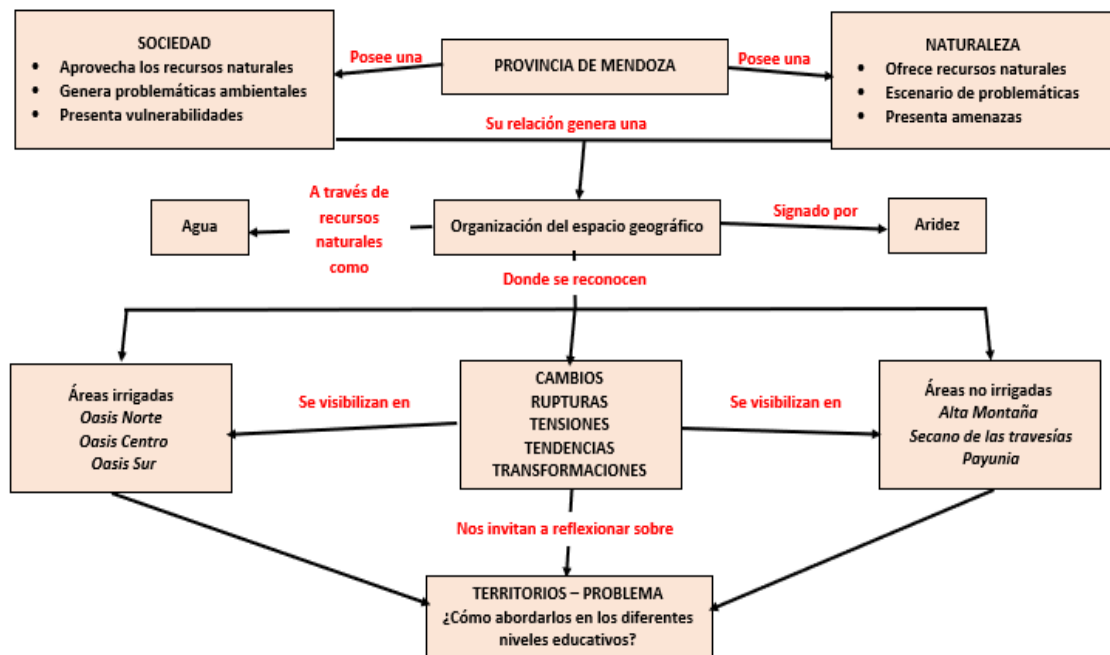 SOCIEDAD
• Aprovecha los recursos naturales
• Genera problemáticas ambientales
• Presenta vulnerabilidades
Posee una
PROVINCIA DE MENDOZA
Posee una
NATURALEZA
• Ofrece recursos naturales
• Escenario de problemáticas
• Presenta amenazas
Su relación genera una
Agua
A través de
recursos
naturales
como
Organización del espacio geográfico
Signado por
Aridez
Donde se reconocen
Áreas irrigadas
Oasis Norte
Oasis Centro
Oasis Sur
Se visibilizan en
CAMBIOS
RUPTURAS
TENSIONES
TENDENCIAS
TRANSFORMACIONES
Se visibilizan en
Áreas no irrigadas
Alta Montaña
Secano de las travesías
Payunia
Nos invitan a reflexionar sobre
TERRITORIOS – PROBLEMA
¿Cómo abordarlos en los diferentes
niveles educativos?